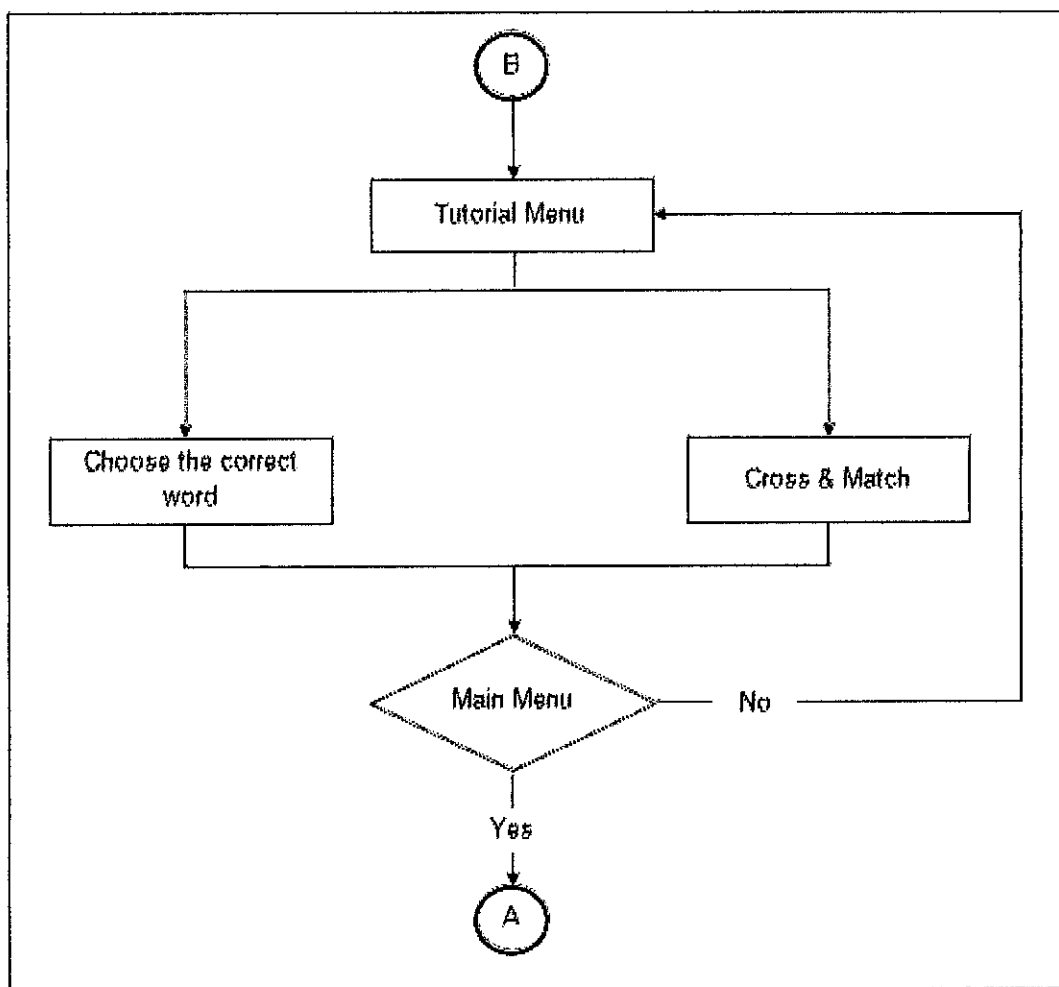 B
Tutorial Menu
Choose the correct
word
Cross & Match
Main Menu
No
Yes
A